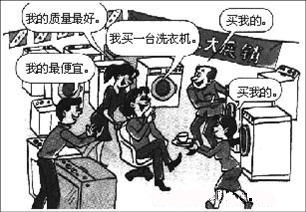 我的质量最好。
我买一台洗衣机。
买我的。
大展销
我的最便宜。
买我的。